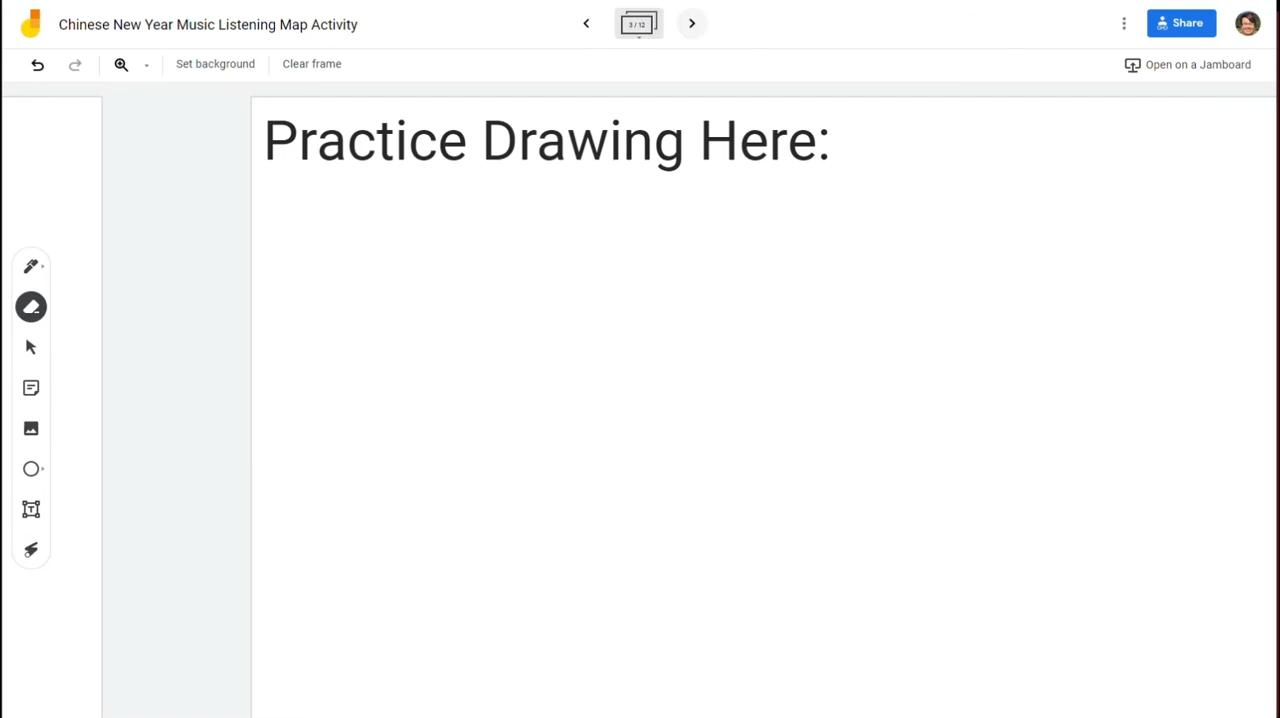 Chinese New Year Music Listening Map Activity
3 / 12
Share
Set background
Clear frame
Open on a Jamboard
Practice Drawing Here: